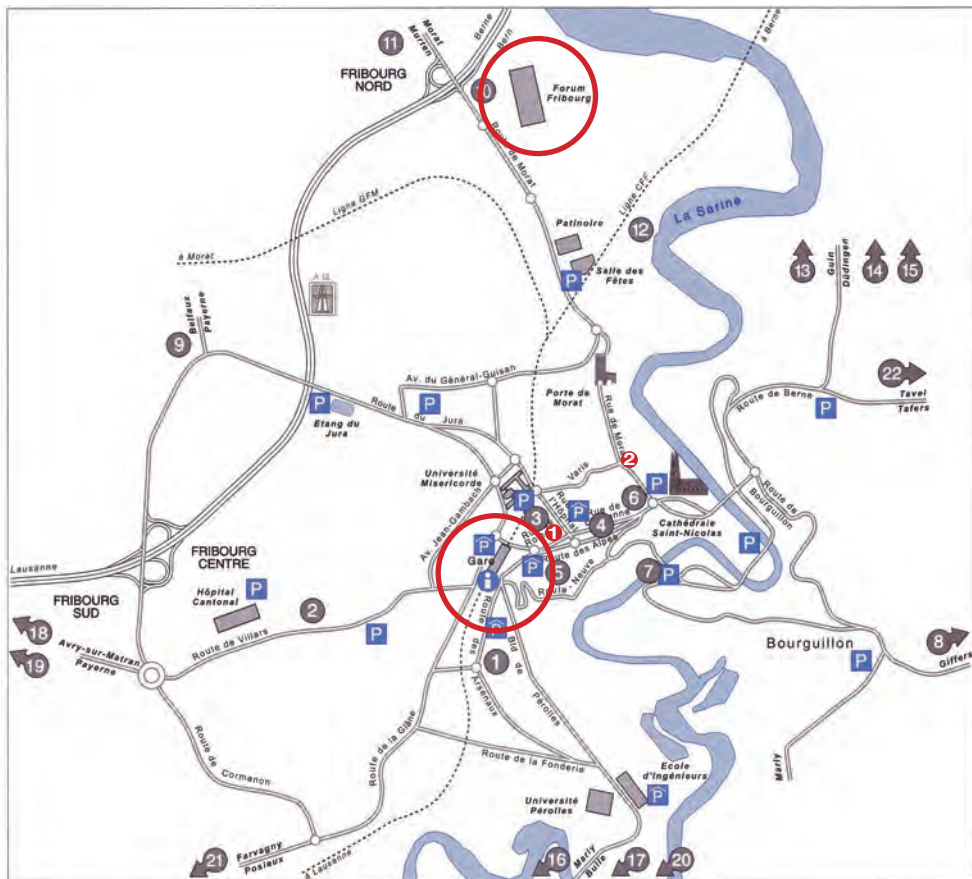 11
Morat
Murten
Berne
Bern
à Berne
FRIBOURG
NORD
10
Forum
Fribourg
Route de Morat
Ligne GFM
Ligne CFF
La Sarine
Patinoire
12
Salle des
Fêtes
P
à Morat
13
Guin
Düdingen
14
15
9
Belfaux
Payerne
Av. du Général-Guisan
Porte de
Morat
Route de Berne
22
Tavel
Tafers
P
P
P
Etang du
Jura
Route du Jura
Rue de Morat
2
Université
Miséricorde
Varis
6
P
P
P
3
1
4
Cathédrale
Saint-Nicolas
Route de
Bourguillon
Av. Jean-Gambach
l'Hôpital
Rue de
Route des Alpes
P
Lausanne
FRIBOURG
CENTRE
P
Gare
P
5
Route Neuve
7
P
i
Hôpital
Cantonal
P
FRIBOURG
SUD
2
Route de Villars
P
P
18
19
Avry-sur-Matran
Payerne
1
Route des Arsenaux
Bld de Pérolles
Bourguillon
P
8
Giffers
Route de Cormanon
Route de la Glâne
Route de la Fonderie
Marly
Ecole
d'Ingénieurs
P
Université
Pérolles
21
Farvagny
Posieux
à Lausanne
16
Marly
Bulle
17
20